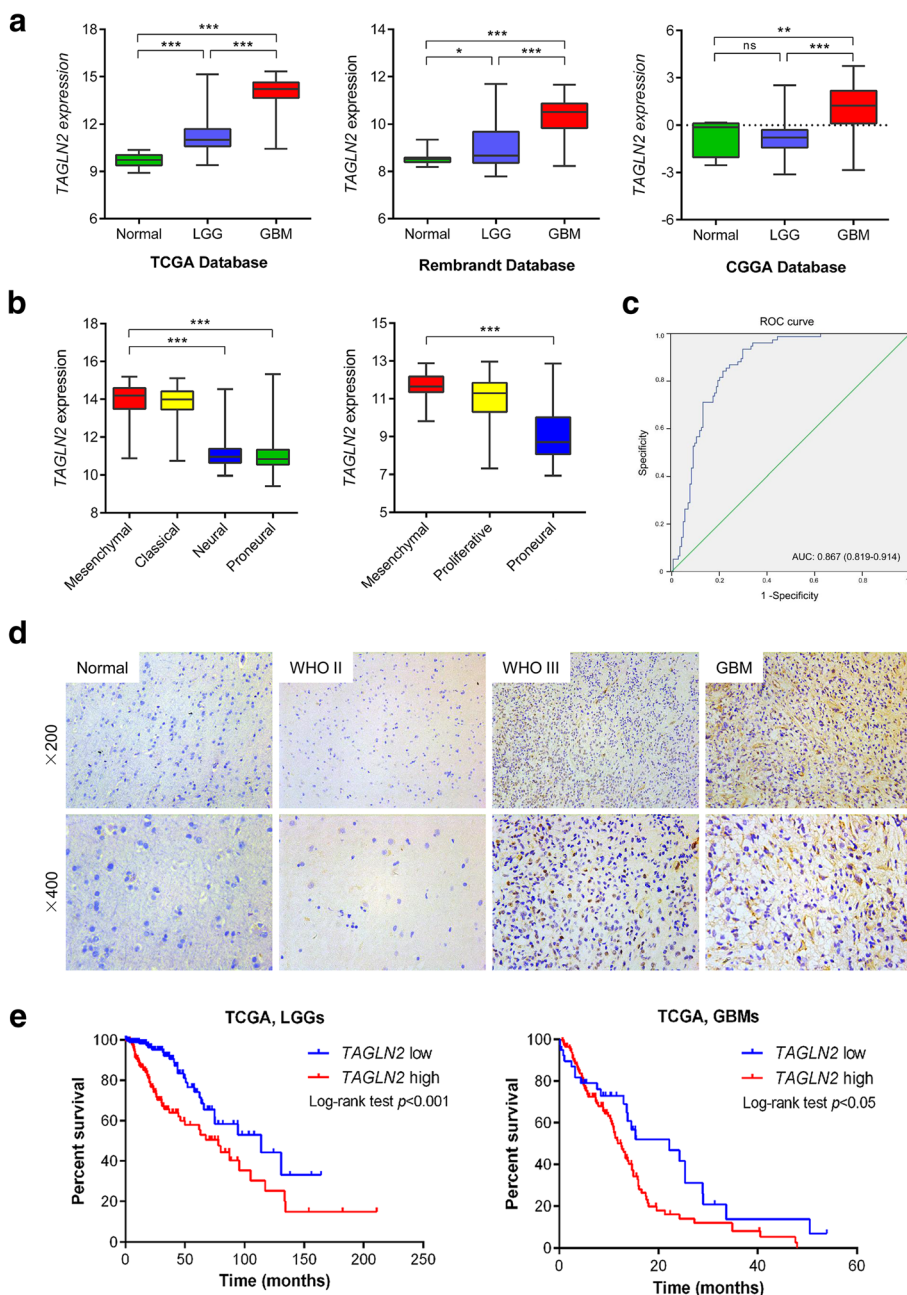 a
***
***
***
TAGLN2 expression
18
15
12
9
6
Normal
LGG
GBM
TCGA Database
***
*
***
TAGLN2 expression
14
12
10
8
6
Normal
LGG
GBM
Rembrandt Database
**
ns
***
TAGLN2 expression
6
3
0
-3
-6
Normal
LGG
GBM
CGGA Database
b
***
***
TAGLN2 expression
18
16
14
12
10
8
Mesenchymal
Classical
Neural
Proneural
***
TAGLN2 expression
15
13
11
9
7
5
Mesenchymal
Proliferative
Proneural
c
ROC curve
Specificity
1.0
0.8
0.6
0.4
0.2
0
AUC: 0.867 (0.819-0.914)
0
0.2
0.4
0.6
0.8
1
1 -Specificity
d
Normal
WHO II
WHO III
GBM
×200
×400
e
TCGA, LGGs
TAGLN2 low
TAGLN2 high
Log-rank test p<0.001
Percent survival
100
80
60
40
20
0
0
50
100
150
200
250
Time (months)
TCGA, GBMs
TAGLN2 low
TAGLN2 high
Log-rank test p<0.05
Percent survival
100
80
60
40
20
0
0
20
40
60
Time (months)